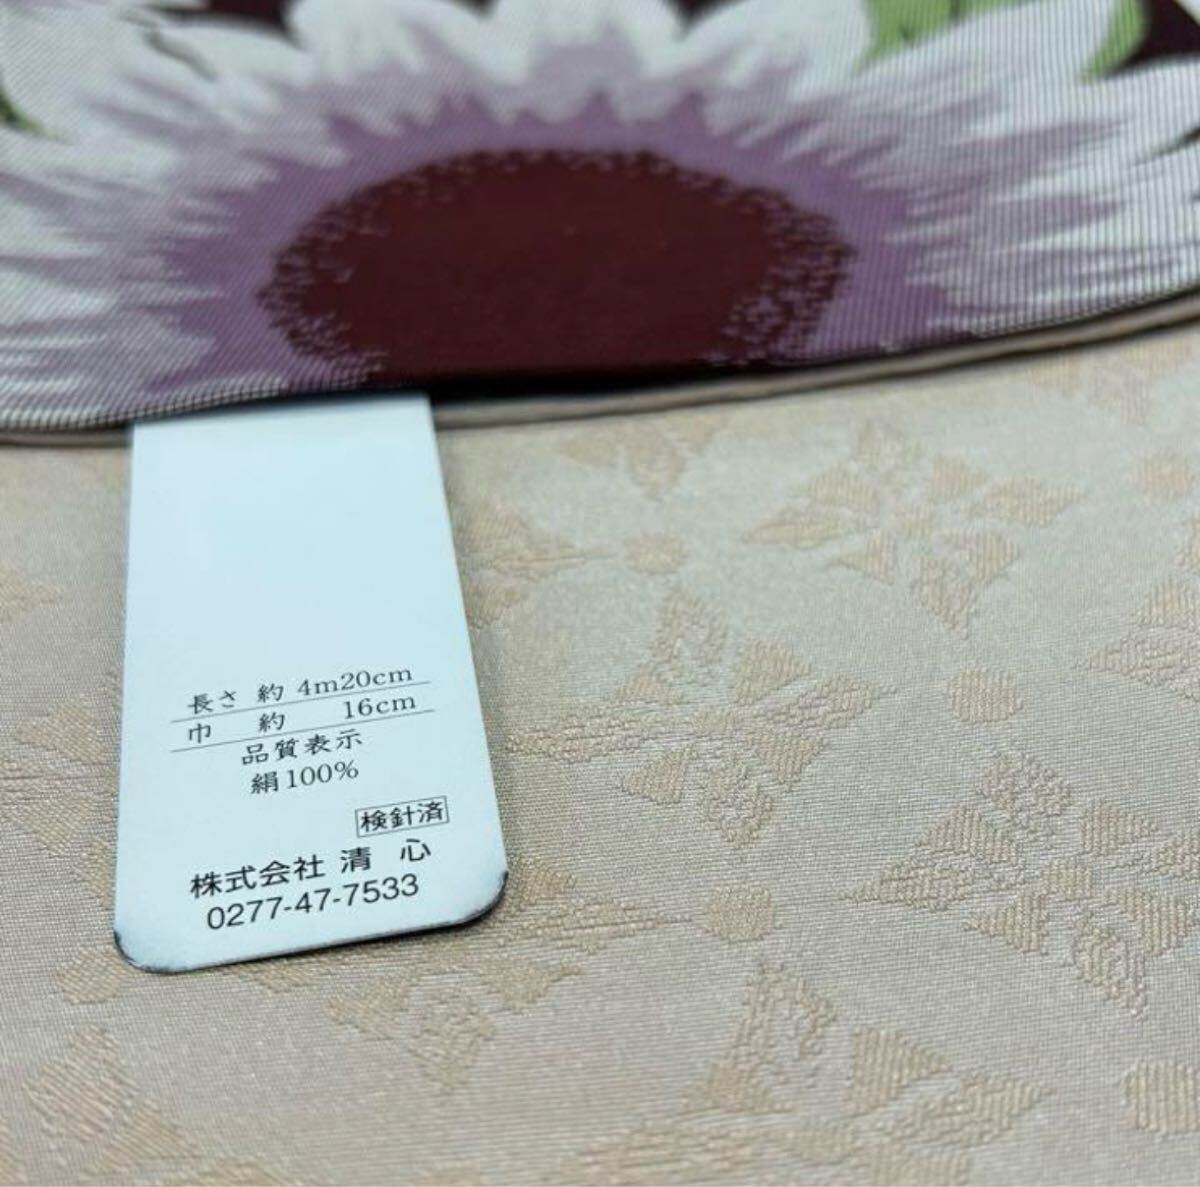 長さ 約 4m20cm
巾 約 16cm
品質表示
絹100%
検針済
株式会社 清 心
0277-47-7533